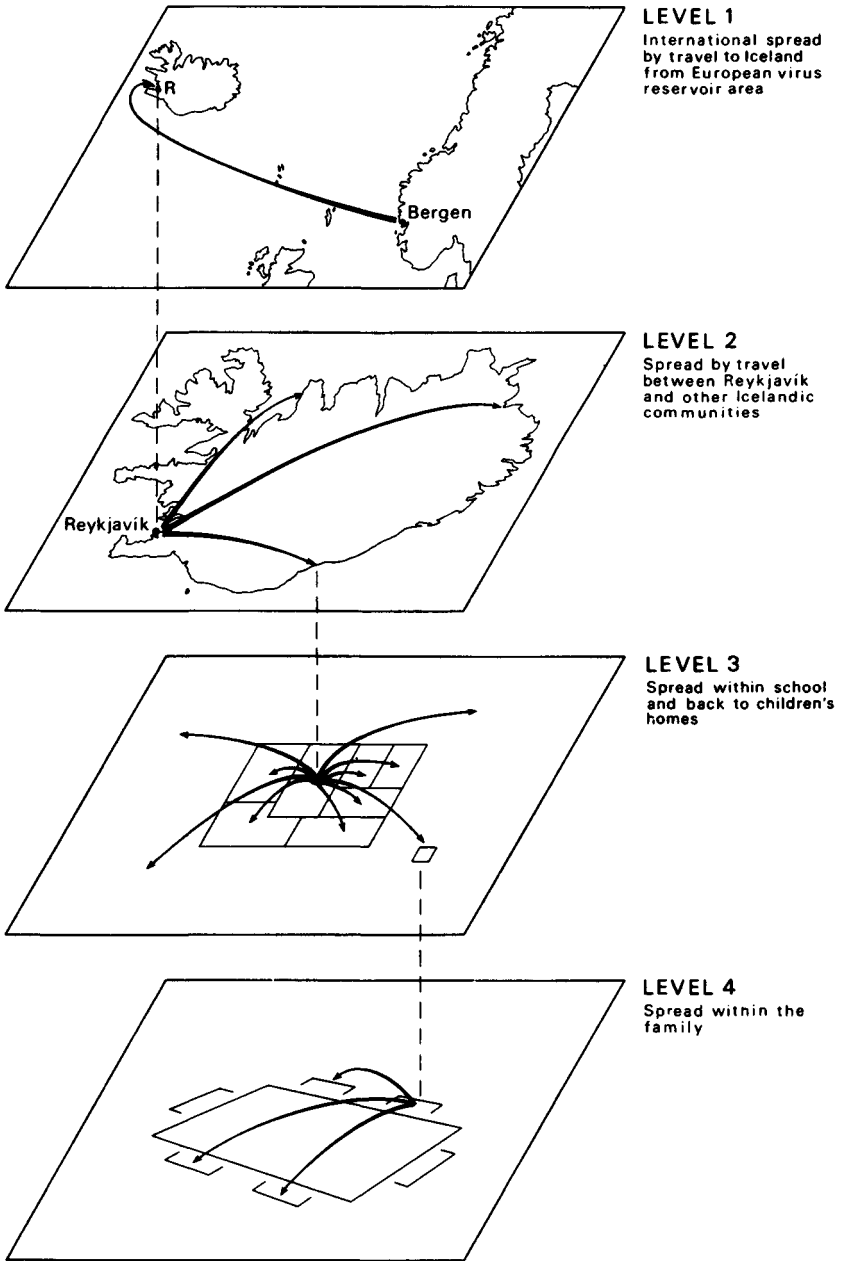 LEVEL 1
International spread
by travel to Iceland
from European virus
reservoir area
R
Bergen
LEVEL 2
Spread by travel
between Reykjavík
and other Icelandic
communities
Reykjavík
LEVEL 3
Spread within school
and back to children's
homes
LEVEL 4
Spread within the
family